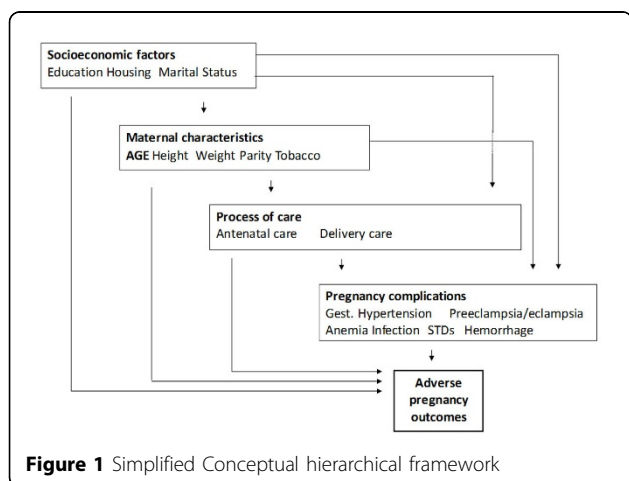 Socioeconomic factors
Education Housing Marital Status
Maternal characteristics
AGE Height Weight Parity Tobacco
Process of care
Antenatal care Delivery care
Pregnancy complications
Gest. Hypertension Preeclampsia/eclampsia
Anemia Infection STDs Hemorrhage
Adverse
pregnancy
outcomes
Figure 1 Simplified Conceptual hierarchical framework